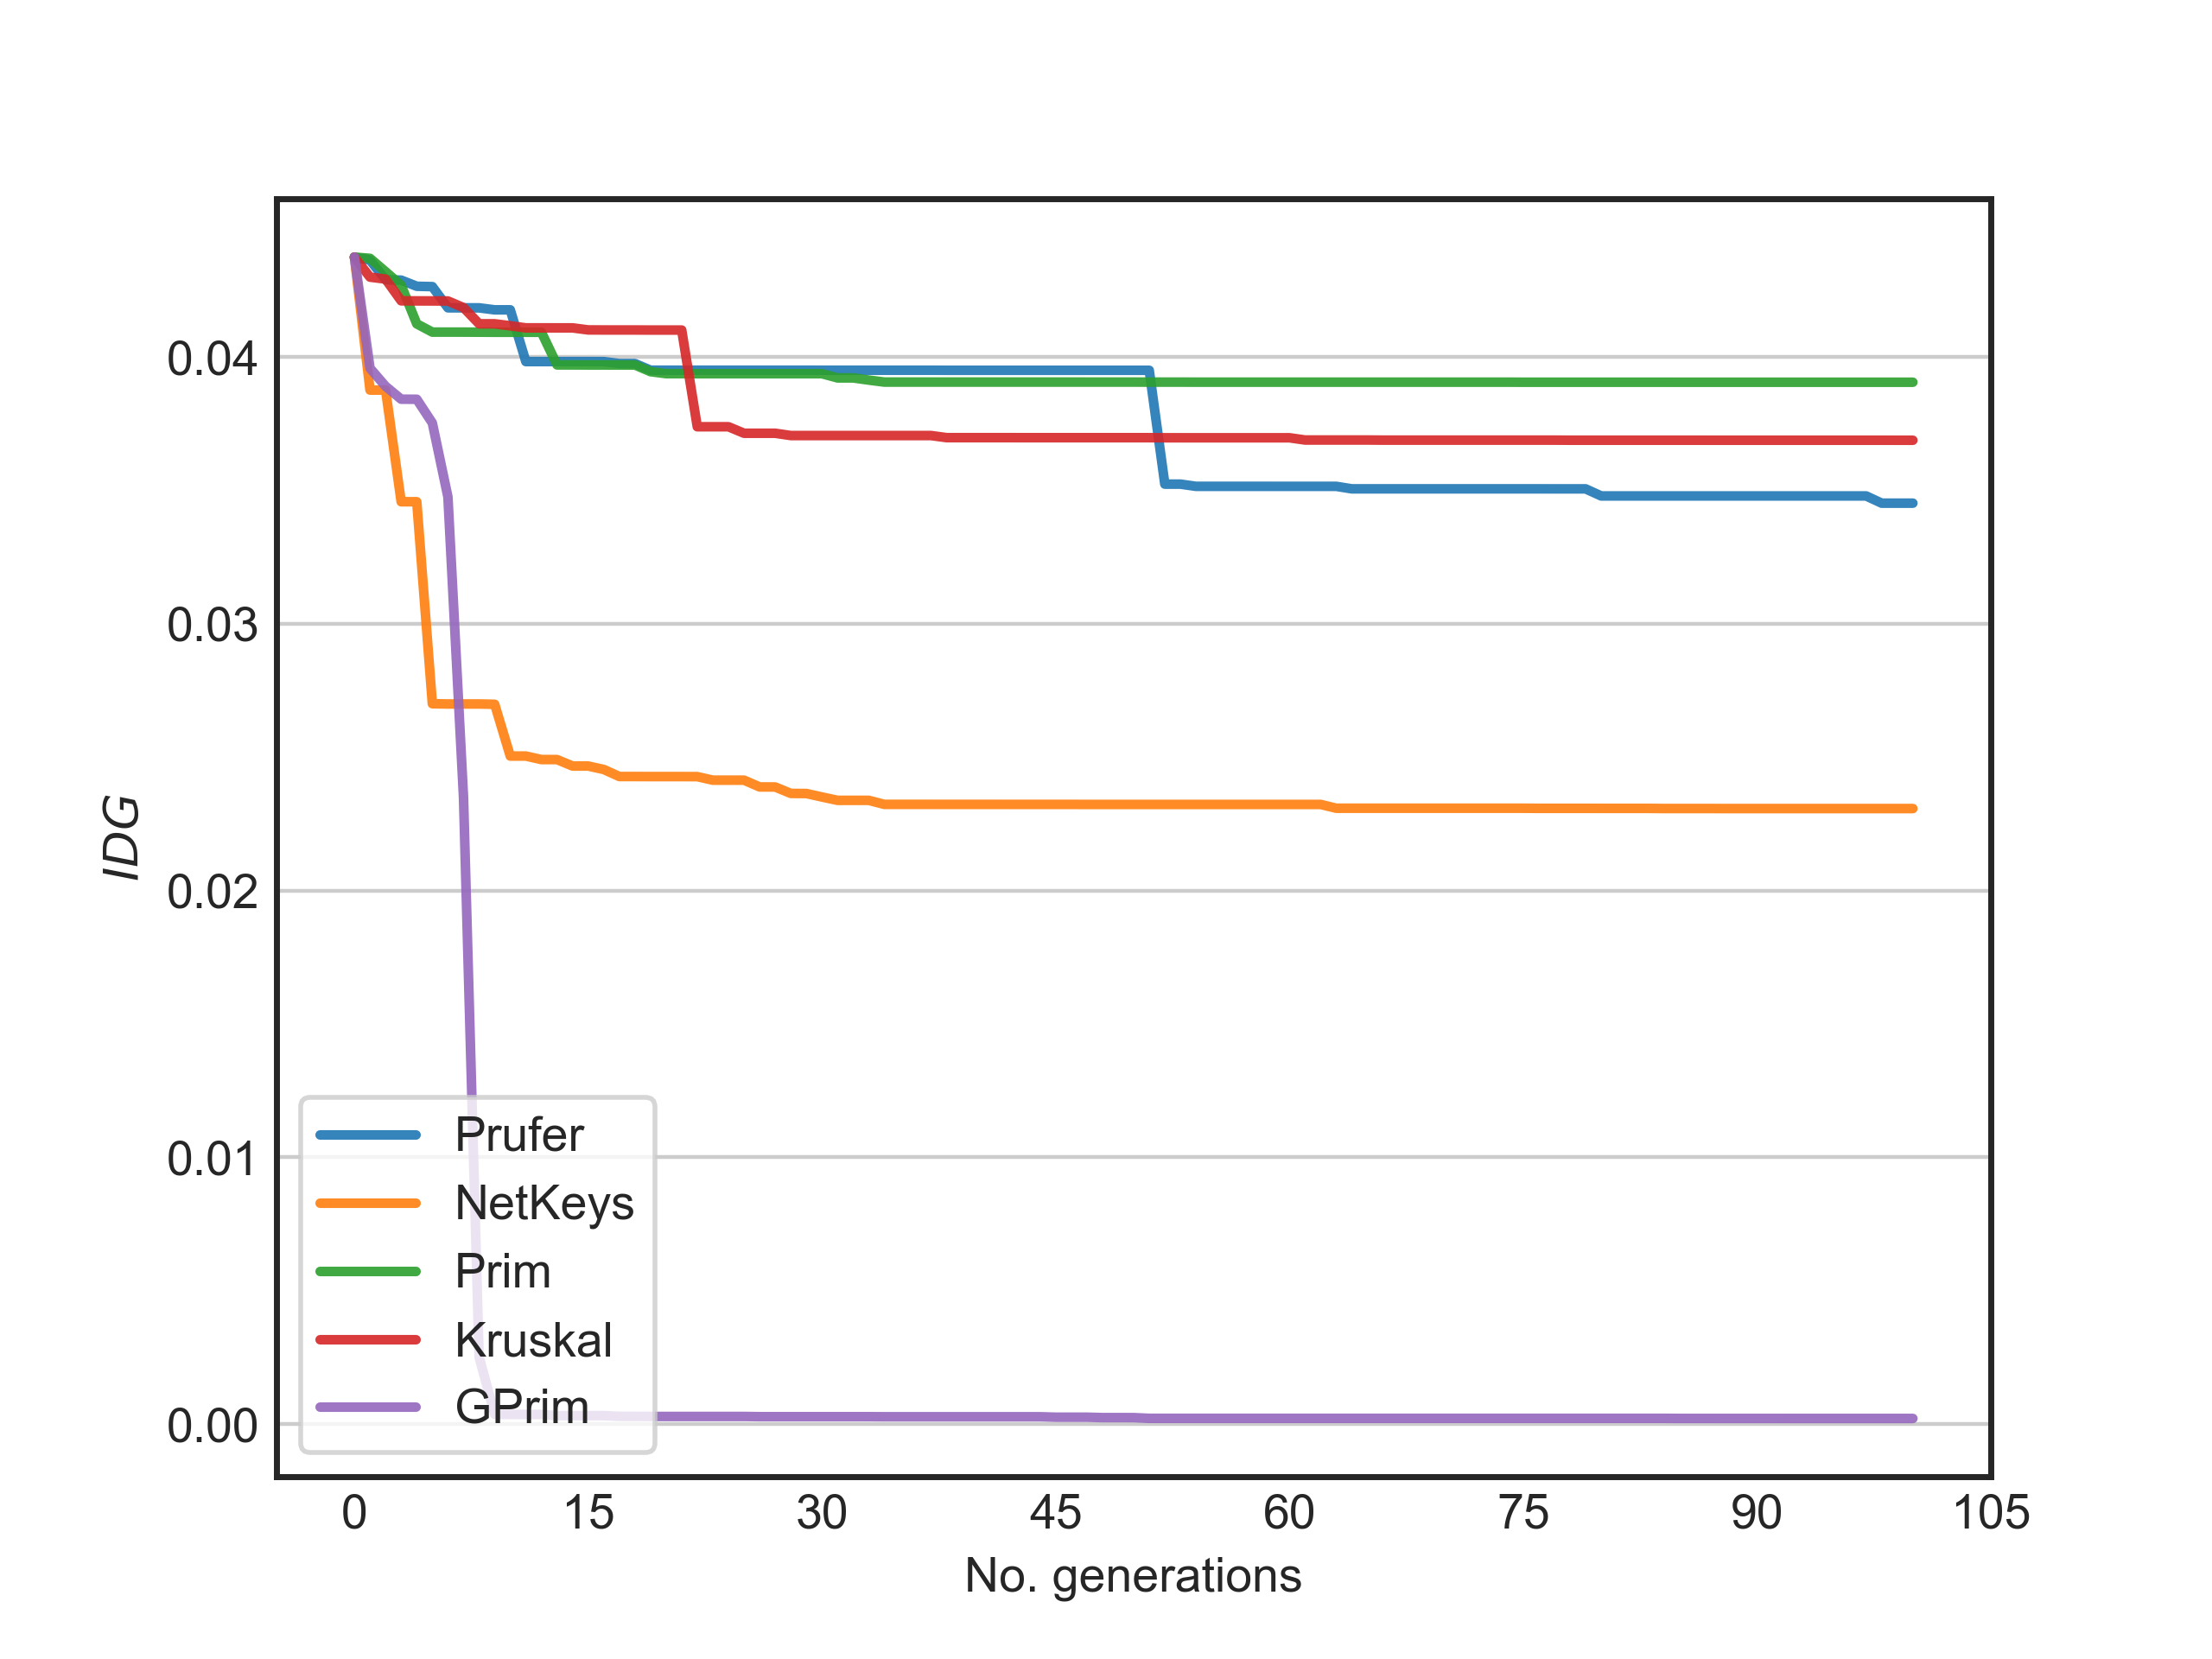 0.04
0.03
0.02
0.01
0.00
IDG
Prufer
NetKeys
Prim
Kruskal
GPrim
0 15 30 45 60 75 90 105
No. generations